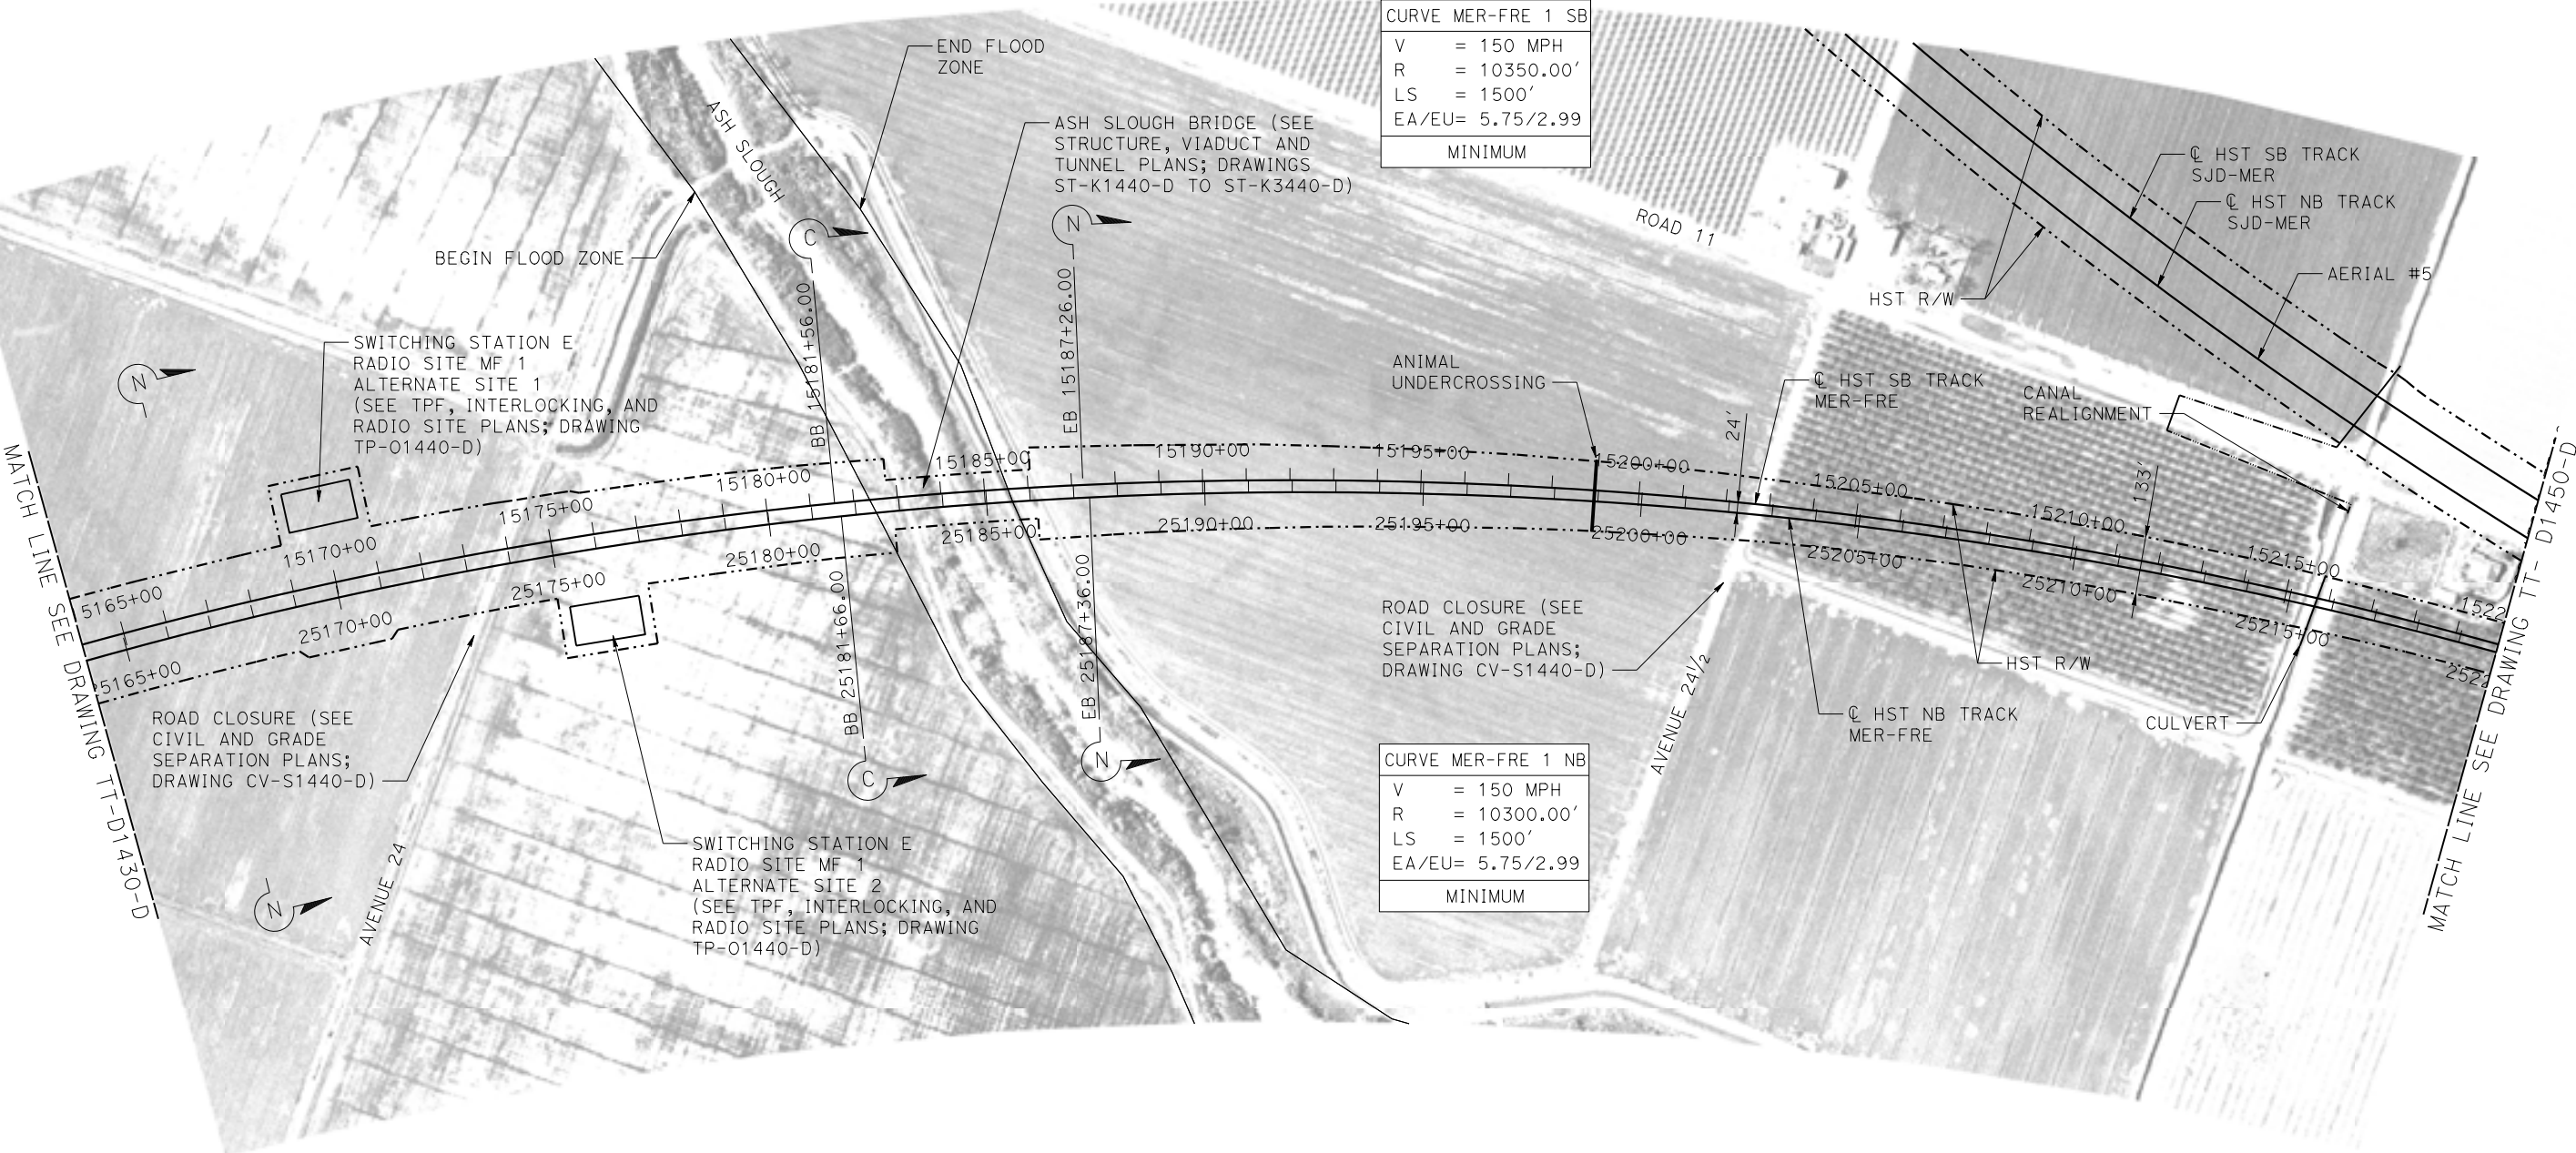 CURVE MER-FRE 1 SB
V = 150 MPH
R = 10350.00'
LS = 1500'
EA/EU= 5.75/2.99
MINIMUM
END FLOOD
ZONE
ASH SLOUGH
ASH SLOUGH BRIDGE (SEE
STRUCTURE, VIADUCT AND
TUNNEL PLANS; DRAWINGS
ST-K1440-D TO ST-K3440-D)
BEGIN FLOOD ZONE
C
N
ROAD 11
℄ HST SB TRACK
SJD-MER
℄ HST NB TRACK
SJD-MER
AERIAL #5
HST R/W
BB 15181+56.00
EB 15187+26.00
SWITCHING STATION E
RADIO SITE MF 1
ALTERNATE SITE 1
(SEE TPF, INTERLOCKING, AND
RADIO SITE PLANS; DRAWING
TP-O1440-D)
N
ANIMAL
UNDERCROSSING
24'
℄ HST SB TRACK
MER-FRE
CANAL
REALIGNMENT
133'
MATCH LINE SEE DRAWING TT-D1430-D
5165+00
15170+00
15175+00
15180+00
15185+00
15190+00
15195+00
15200+00
15205+00
15210+00
15215+00
1522
25165+00
25170+00
25175+00
25180+00
25185+00
25190+00
25195+00
25200+00
25205+00
25210+00
25215+00
2522
MATCH LINE SEE DRAWING TT- D1450-D
BB 25181+66.00
EB 25187+36.00
C
N
ROAD CLOSURE (SEE
CIVIL AND GRADE
SEPARATION PLANS;
DRAWING CV-S1440-D)
AVENUE 24
N
SWITCHING STATION E
RADIO SITE MF 1
ALTERNATE SITE 2
(SEE TPF, INTERLOCKING, AND
RADIO SITE PLANS; DRAWING
TP-O1440-D)
ROAD CLOSURE (SEE
CIVIL AND GRADE
SEPARATION PLANS;
DRAWING CV-S1440-D)
AVENUE 24½
HST R/W
℄ HST NB TRACK
MER-FRE
CULVERT
CURVE MER-FRE 1 NB
V = 150 MPH
R = 10300.00'
LS = 1500'
EA/EU= 5.75/2.99
MINIMUM